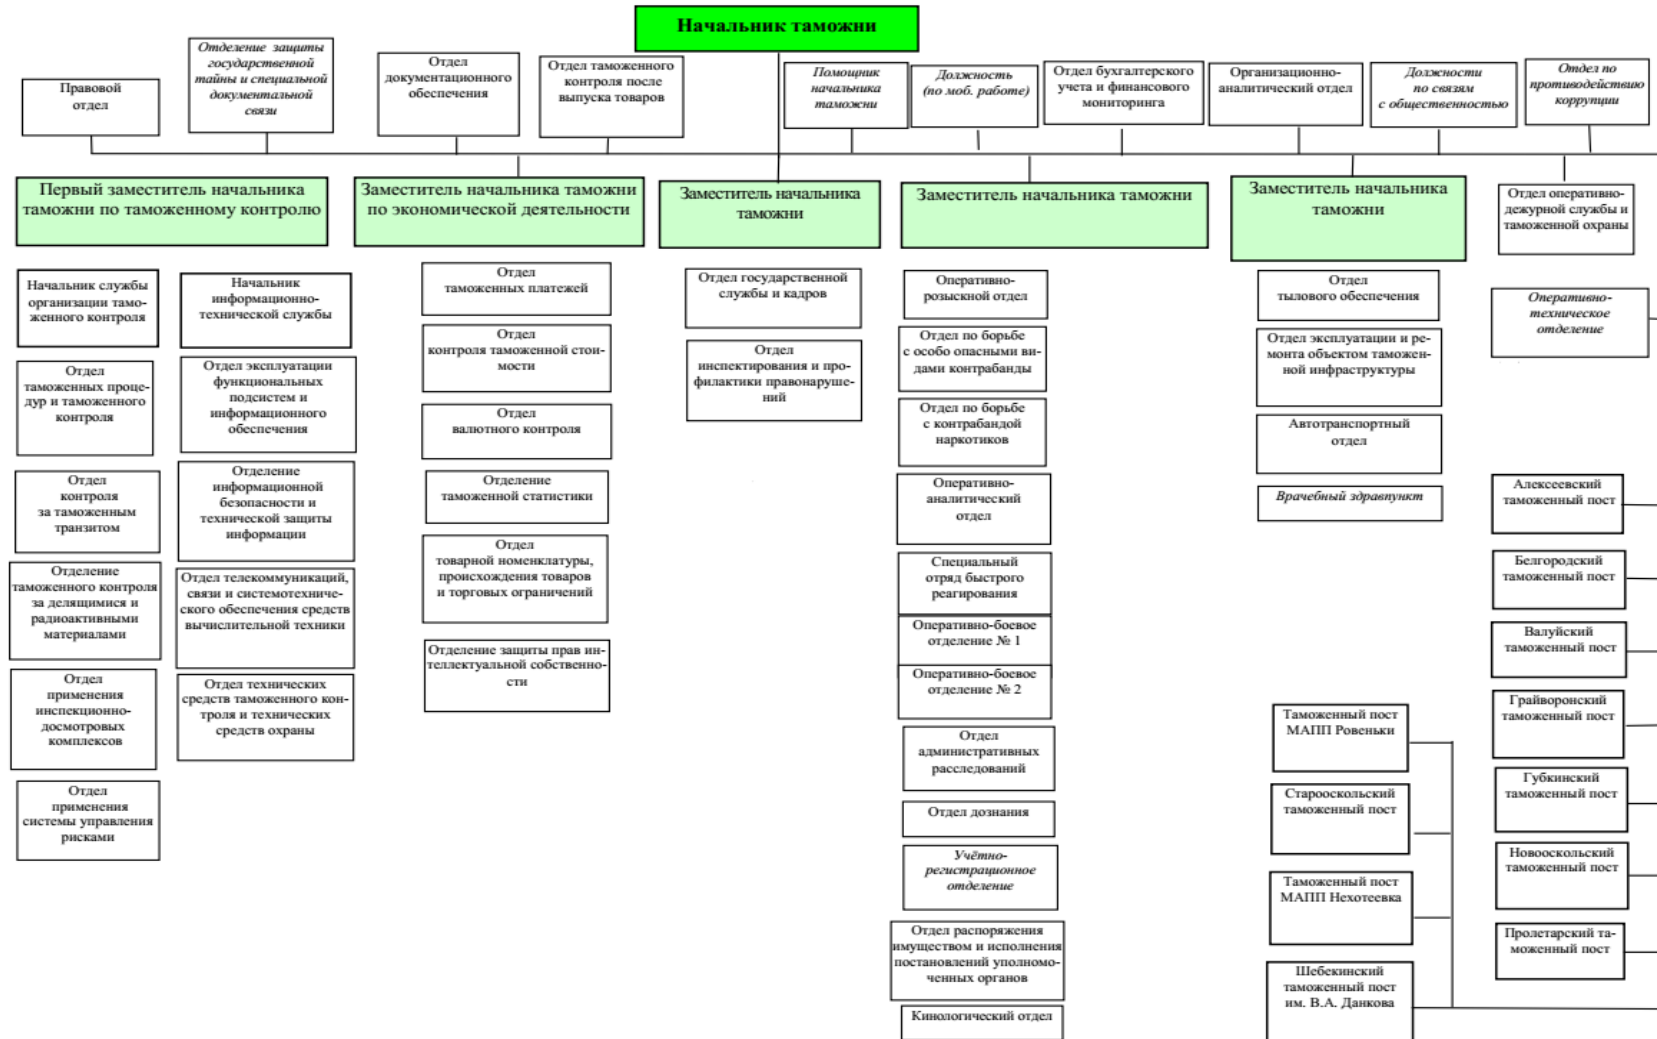 Начальник таможни
Правовой
отдел
Отделение защиты
государственной
тайны и специальной
документальной
связи
Отдел
документационного
обеспечения
Отдел таможенного
контроля после
выпуска товаров
Помощник
начальника
таможни
Должность
(по моб. работе)
Отдел бухгалтерского
учета и финансового
мониторинга
Организационно-
аналитический отдел
Должности
по связям
с общественностью
Отдел по
противодействию
коррупции
Первый заместитель начальника
таможни по таможенному контролю
Заместитель начальника таможни
по экономической деятельности
Заместитель начальника
таможни
Заместитель начальника таможни
Заместитель начальника
таможни
Отдел оперативно-
дежурной службы и
таможенной охраны
Начальник службы
организации тамо-
женного контроля
Отдел
таможенных проце-
дур и таможенного
контроля
Отдел
контроля
за таможенным
транзитом
Отделение
таможенного контроля
за делящимися и
радиоактивными
материалами
Отдел
применения
инспекционно-
досмотровых
комплексов
Отдел
применения
системы управления
рисками
Начальник
информационно-
технической службы
Отдел эксплуатации
функциональных
подсистем и
информационного
обеспечения
Отделение
информационной
безопасности и
технической защиты
информации
Отдел телекоммуникаций,
связи и системотехниче-
ского обеспечения средств
вычислительной техники
Отдел технических
средств таможенного кон-
троля и технических
средств охраны
Отдел
таможенных платежей
Отдел
контроля таможенной стои-
мости
Отдел
валютного контроля
Отделение
таможенной статистики
Отдел
товарной номенклатуры,
происхождения товаров
и торговых ограничений
Отделение защиты прав ин-
теллектуальной собственно-
сти
Отдел государственной
службы и кадров
Отдел
инспектирования и про-
филактики правонаруше-
ний
Оперативно-
розыскной отдел
Отдел по борьбе
с особо опасными ви-
дами контрабанды
Отдел по борьбе
с контрабандой
наркотиков
Оперативно-
аналитический
отдел
Специальный
отряд быстрого
реагирования
Оперативно-боевое
отделение № 1
Оперативно-боевое
отделение № 2
Отдел
административных
расследований
Отдел дознания
Учётно-
регистрационное
отделение
Отдел распоряжения
имуществом и исполнения
постановлений уполномо-
ченных органов
Кинологический отдел
Отдел
тылового обеспечения
Отдел эксплуатации и ре-
монта объектом таможен-
ной инфраструктуры
Автотранспортный
отдел
Врачебный здравпункт
Таможенный пост
МАПП Ровеньки
Старооскольский
таможенный пост
Таможенный пост
МАПП Нехотеевка
Шебекинский
таможенный пост
им. В.А. Данкова
Оперативно-
техническое
отделение
Алексеевский
таможенный пост
Белгородский
таможенный пост
Валуйский
таможенный пост
Грайворонский
таможенный пост
Губкинский
таможенный пост
Новооскольский
таможенный пост
Пролетарский та-
моженный пост